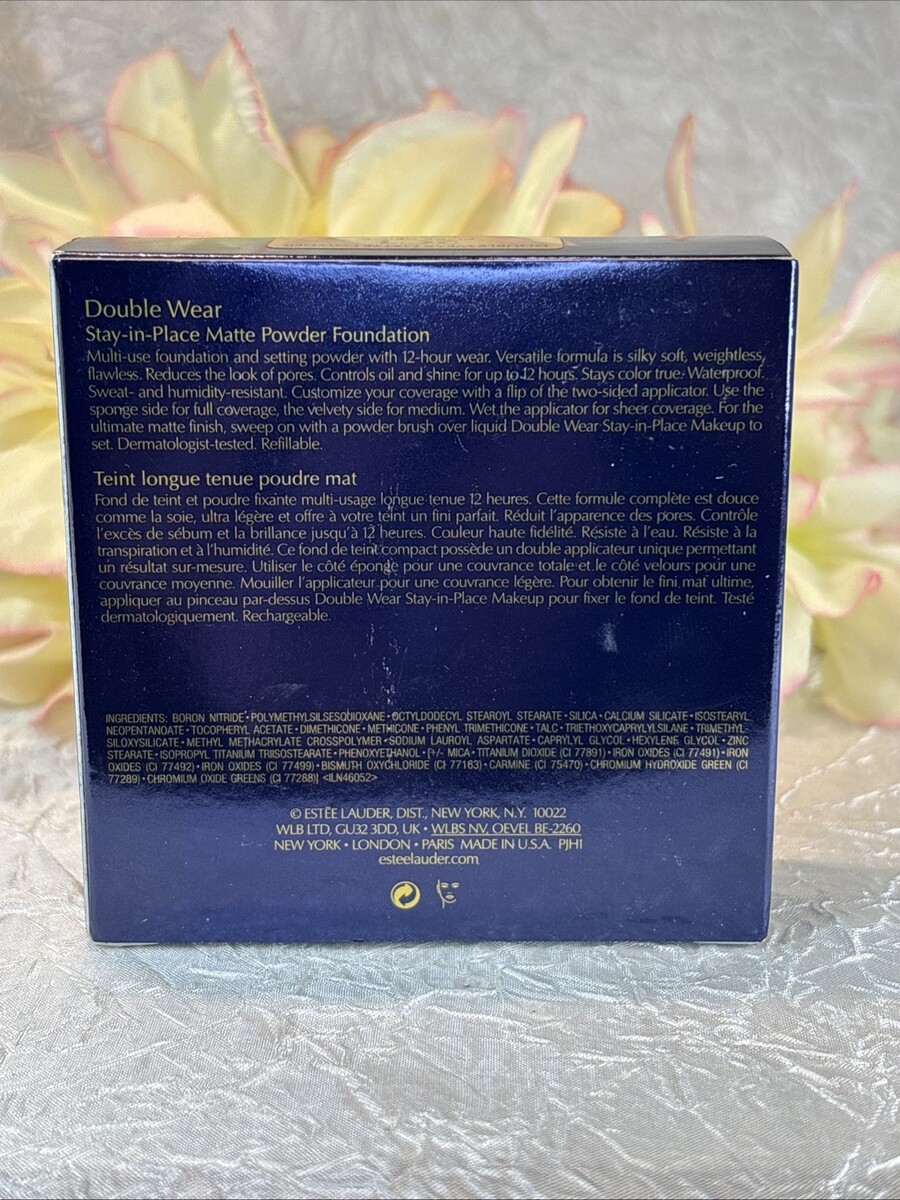 Double Wear
Stay-in-Place Matte Powder Foundation
Multi-use foundation and setting powder with 12-hour wear. Versatile formula is silky soft, weightless,
flawless. Reduces the look of pores. Controls oil and shine for up to 12 hours. Stays color true. Waterproof.
Sweat- and humidity-resistant. Customize your coverage with a flip of the two-sided applicator. Use the
sponge side for full coverage, the velvety side for medium. Wet the applicator for sheer coverage. For the
ultimate matte finish, sweep on with a powder brush over liquid Double Wear Stay-in-Place Makeup to
set. Dermatologist-tested. Refillable.
Teint longue tenue poudre mat
Fond de teint et poudre fixante multi-usage longue tenue 12 heures. Cette formule complète est douce
comme la soie, ultra légère et offre à votre teint un fini parfait. Réduit l'apparence des pores. Contrôle
l'excès de sébum et la brillance jusqu'à 12 heures. Couleur haute fidélité. Résiste à l'eau. Résiste à la
transpiration et à l'humidité. Ce fond de teint compact possède un double applicateur unique permettant
un résultat sur-mesure. Utiliser le côté éponge pour une couvrance totale et le côté velours pour une
couvrance moyenne. Mouiller l'applicateur pour une couvrance légère. Pour obtenir le fini mat ultime,
appliquer au pinceau par-dessus Double Wear Stay-in-Place Makeup pour fixer le fond de teint. Testé
dermatologiquement. Rechargeable.
INGREDIENTS: BORON NITRIDE • POLYMETHYLSILSESQUIOXANE • OCTYLDODECYL STEAROYL STEARATE • SILICA • CALCIUM SILICATE • ISOSTEARYL
NEOPENTANOATE • TOCOPHERYL ACETATE • DIMETHICONE • METHICONE • PHENYL TRIMETHICONE • TALC • TRIETHOXYCAPRYLYLSILANE • TRIMETHYL-
SILOXYSILICATE • METHYL METHACRYLATE CROSSPOLYMER • SODIUM LAUROYL ASPARTATE • CAPRYLYL GLYCOL • HEXYLENE GLYCOL • ZINC
STEARATE • ISOPROPYL TITANIUM TRIISOSTEARATE • PHENOXYETHANOL • [+/- MICA • TITANIUM DIOXIDE (CI 77891) • IRON OXIDES (CI 77491) • IRON
OXIDES (CI 77492) • IRON OXIDES (CI 77499) • BISMUTH OXYCHLORIDE (CI 77163) • CARMINE (CI 75470) • CHROMIUM HYDROXIDE GREEN (CI
77289) • CHROMIUM OXIDE GREENS (CI 77288)] <ILN46052>
© ESTĒE LAUDER, DIST., NEW YORK, N.Y. 10022
WLB LTD, GU32 3DD, UK • WLBS NV, OEVEL BE-2260
NEW YORK • LONDON • PARIS MADE IN U.S.A. PJH1
esteelauder.com